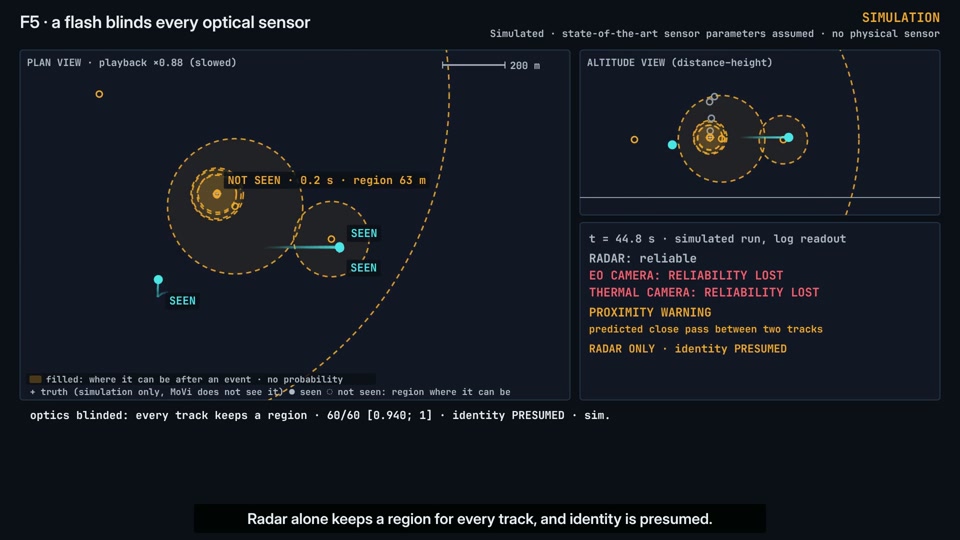 F5 · a flash blinds every optical sensor
SIMULATION
Simulated · state-of-the-art sensor parameters assumed · no physical sensor
PLAN VIEW · playback ×0.88 (slowed)
200 m
NOT SEEN · 0.2 s · region 63 m
SEEN
SEEN
SEEN
filled: where it can be after an event · no probability
+ truth (simulation only, MoVi does not see it) ● seen ○ not seen: region where it can be
ALTITUDE VIEW (distance-height)
t = 44.8 s · simulated run, log readout
RADAR: reliable
EO CAMERA: RELIABILITY LOST
THERMAL CAMERA: RELIABILITY LOST
PROXIMITY WARNING
predicted close pass between two tracks
RADAR ONLY · identity PRESUMED
optics blinded: every track keeps a region · 60/60 [0.940; 1] · identity PRESUMED · sim.
Radar alone keeps a region for every track, and identity is presumed.